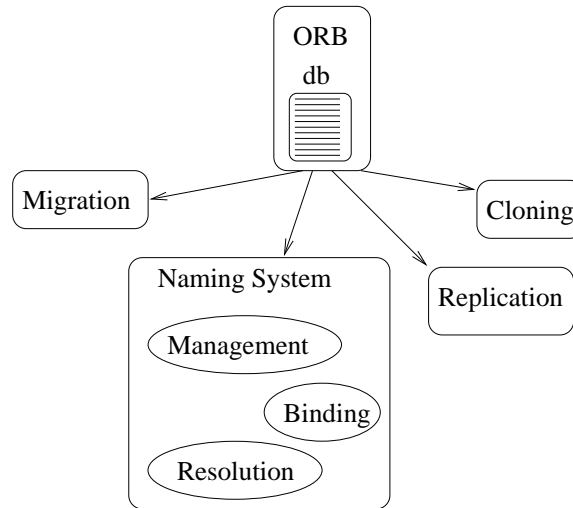 ORB
db
Migration
Cloning
Naming System
Replication
Management
Binding
Resolution